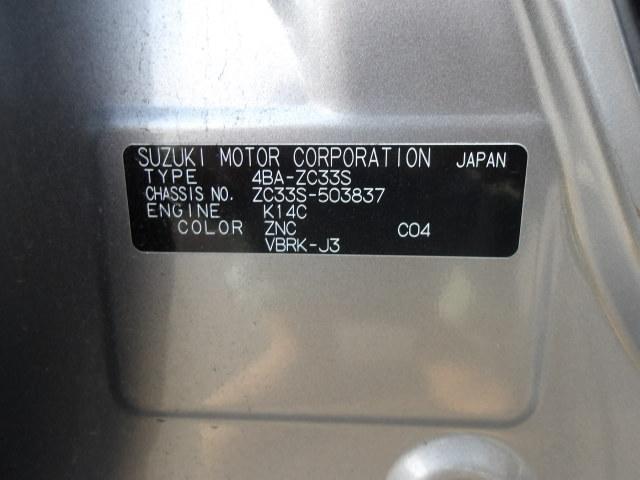 SUZUKI MOTOR CORPORATION JAPAN
TYPE 4BA-ZC33S
CHASSIS NO. ZC33S-503837
ENGINE K14C
COLOR ZNC C04
VBRK-J3